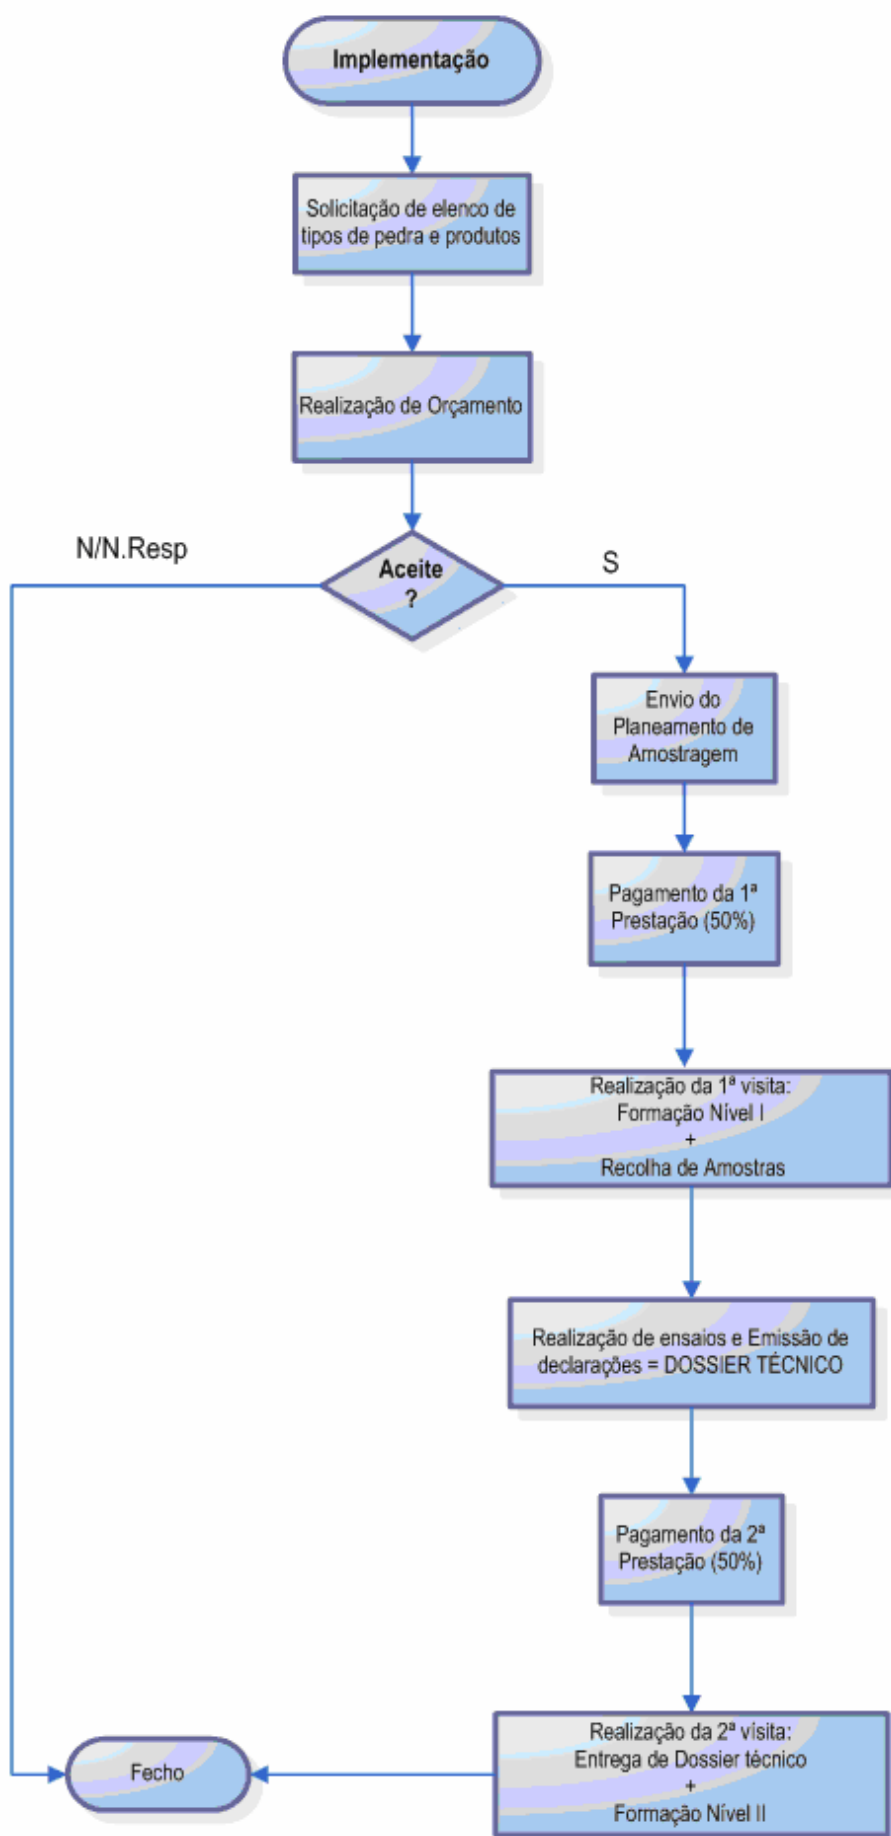 Implementação
Solicitação de elenco de
tipos de pedra e produtos
Realização de Orçamento
N/N.Resp
Aceite
?
S
Envio do
Planeamento de
Amostragem
Pagamento da 1ª
Prestação (50%)
Realização da 1ª visita:
Formação Nível I
+
Recolha de Amostras
Realização de ensaios e Emissão de
declarações = DOSSIER TÉCNICO
Pagamento da 2ª
Prestação (50%)
Realização da 2ª visita:
Entrega de Dossier técnico
+
Formação Nível II
Fecho